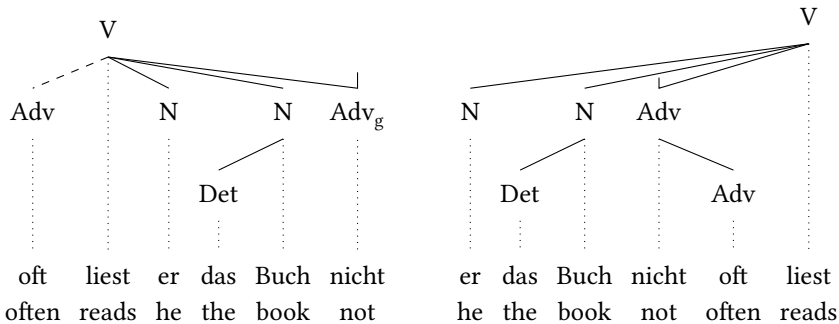 V V
Adv N N Adv_g N N Adv
Det Det Adv
oft liest er das Buch nicht er das Buch nicht oft liest
often reads he the book not he the book not often reads